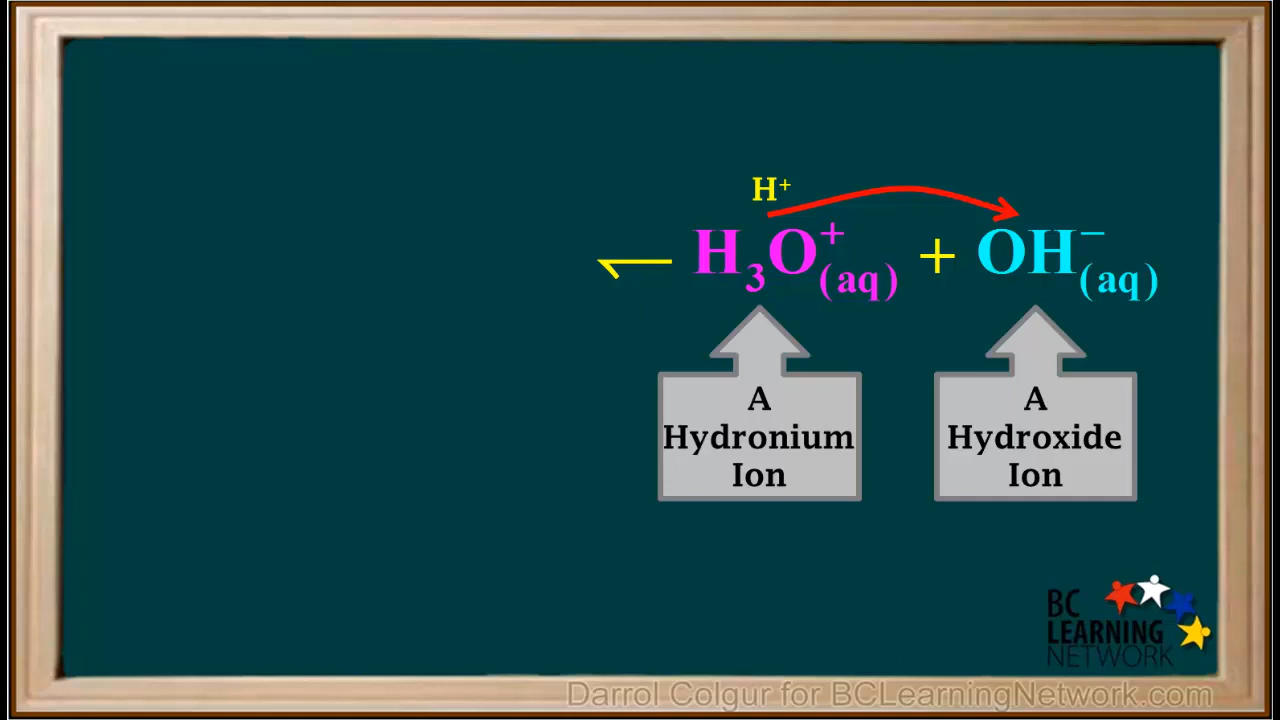 H⁺
H₃O⁺(aq) + OH⁻(aq)
A
Hydronium
Ion
A
Hydroxide
Ion
BC
LEARNING
NETWORK
Darrol Colgur for BCLearningNetwork.com